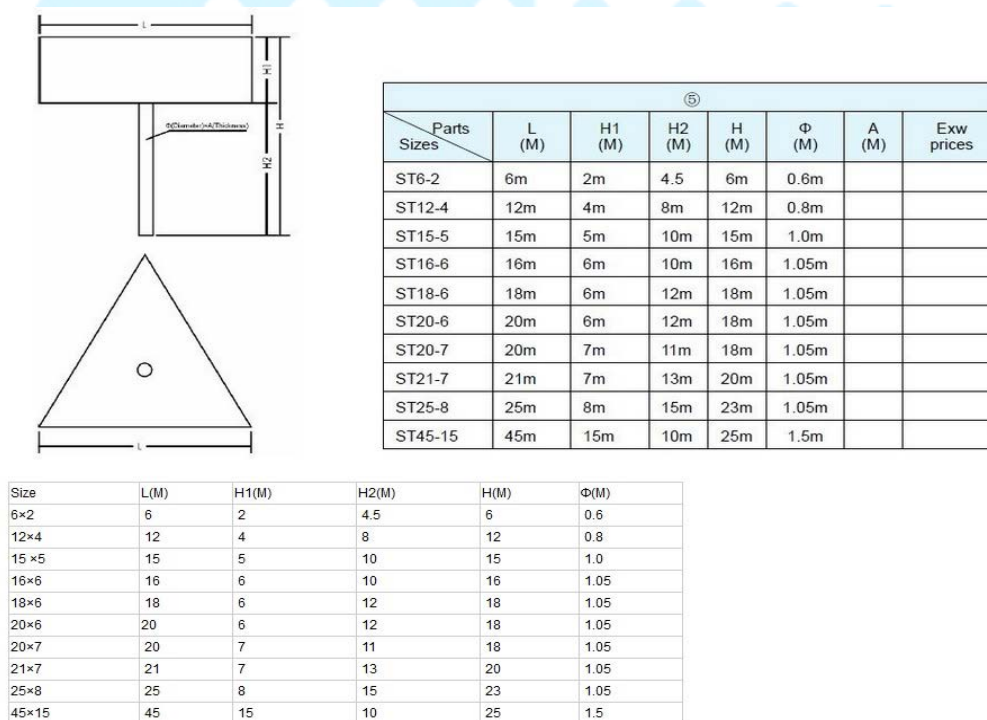 L
H1
Φ(Diameter)×A(Thickness)
H
H2
L
⑤
Parts
Sizes
L (M) H1 (M) H2 (M) H (M) Φ (M) A (M) Exw prices
ST6-2 6m 2m 4.5 6m 0.6m
ST12-4 12m 4m 8m 12m 0.8m
ST15-5 15m 5m 10m 15m 1.0m
ST16-6 16m 6m 10m 16m 1.05m
ST18-6 18m 6m 12m 18m 1.05m
ST20-6 20m 6m 12m 18m 1.05m
ST20-7 20m 7m 11m 18m 1.05m
ST21-7 21m 7m 13m 20m 1.05m
ST25-8 25m 8m 15m 23m 1.05m
ST45-15 45m 15m 10m 25m 1.5m
Size L(M) H1(M) H2(M) H(M) Φ(M)
6×2 6 2 4.5 6 0.6
12×4 12 4 8 12 0.8
15 ×5 15 5 10 15 1.0
16×6 16 6 10 16 1.05
18×6 18 6 12 18 1.05
20×6 20 6 12 18 1.05
20×7 20 7 11 18 1.05
21×7 21 7 13 20 1.05
25×8 25 8 15 23 1.05
45×15 45 15 10 25 1.5